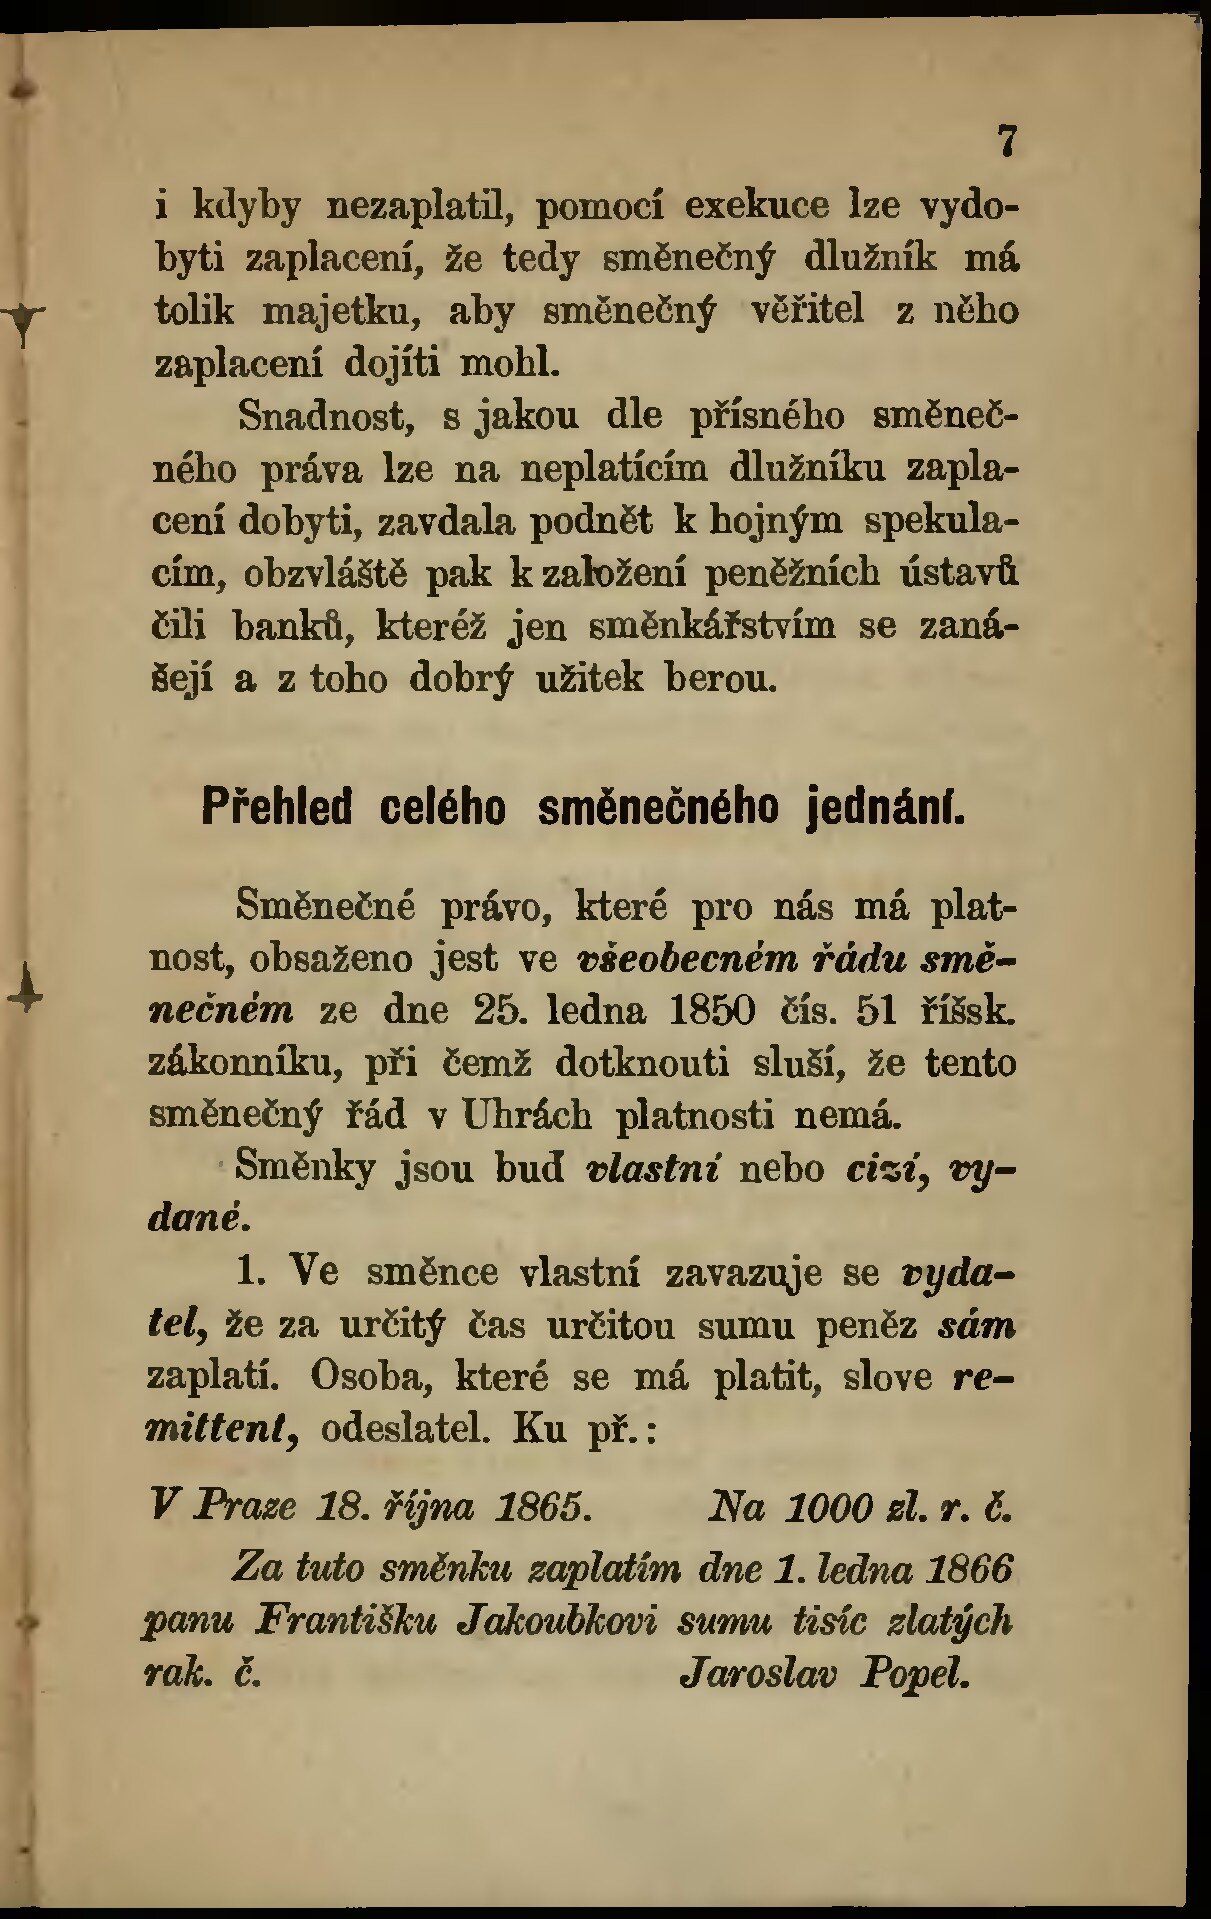 7
i kdyby nezaplatil, pomocí exekuce lze vydo-
byti zaplacení, že tedy směnečný dlužník má
tolik majetku, aby směnečný věřitel z něho
zaplacení dojíti mohl.
Snadnost, s jakou dle přísného směneč-
ného práva lze na neplatícím dlužníku zapla-
cení dobyti, zavdala podnět k hojným spekula-
cím, obzvláště pak k založení peněžních ústavů
čili banků, kteréž jen směnkářstvím se zaná-
šejí a z toho dobrý užitek berou.
Přehled celého směnečného jednání.
Směnečné právo, které pro nás má plat-
nost, obsaženo jest ve všeobecném řádu smě-
nečném ze dne 25. ledna 1850 čís. 51 říšsk.
zákonníku, při čemž dotknouti sluší, že tento
směnečný řád v Uhrách platnosti nemá.
Směnky jsou bud vlastní nebo cizí, vy-
dané.
1. Ve směnce vlastní zavazuje se vyda-
tel, že za určitý čas určitou sumu peněz sám
zaplatí. Osoba, které se má platit, slove re-
mittent, odeslatel. Ku př.:
V Praze 18. října 1865. Na 1000 zl. r. č.
Za tuto směnku zaplatím dne 1. ledna 1866
panu Františku Jakoubkovi sumu tisíc zlatých
rak. č. Jaroslav Popel.